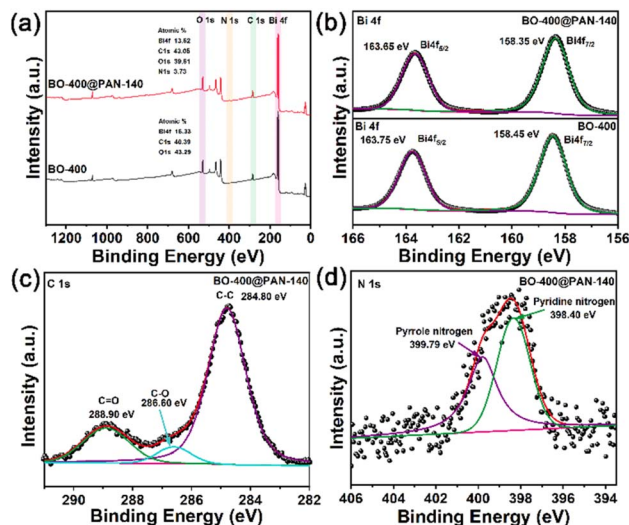 (a)
O 1s N 1s C 1s Bi 4f
Atomic %
Bi4f 13.62
C1s 43.05
O1s 39.61
N1s 3.73
BO-400@PAN-140
Atomic %
Bi4f 16.33
C1s 40.39
O1s 43.29
BO-400
Intensity (a.u.)
1200 1000 800 600 400 200 0
Binding Energy (eV)
(b)
Bi 4f BO-400@PAN-140
163.65 eV Bi4f5/2 158.35 eV Bi4f7/2
Bi 4f BO-400
163.75 eV Bi4f5/2 158.45 eV Bi4f7/2
Intensity (a.u.)
166 164 162 160 158 156
Binding Energy (eV)
(c)
C 1s BO-400@PAN-140
C-C 284.80 eV
C=O
288.90 eV
C-O
286.60 eV
Intensity (a.u.)
290 288 286 284 282
Binding Energy (eV)
(d)
N 1s BO-400@PAN-140
Pyridine nitrogen
398.40 eV
Pyrrole nitrogen
399.79 eV
Intensity (a.u.)
406 404 402 400 398 396 394
Binding Energy (eV)